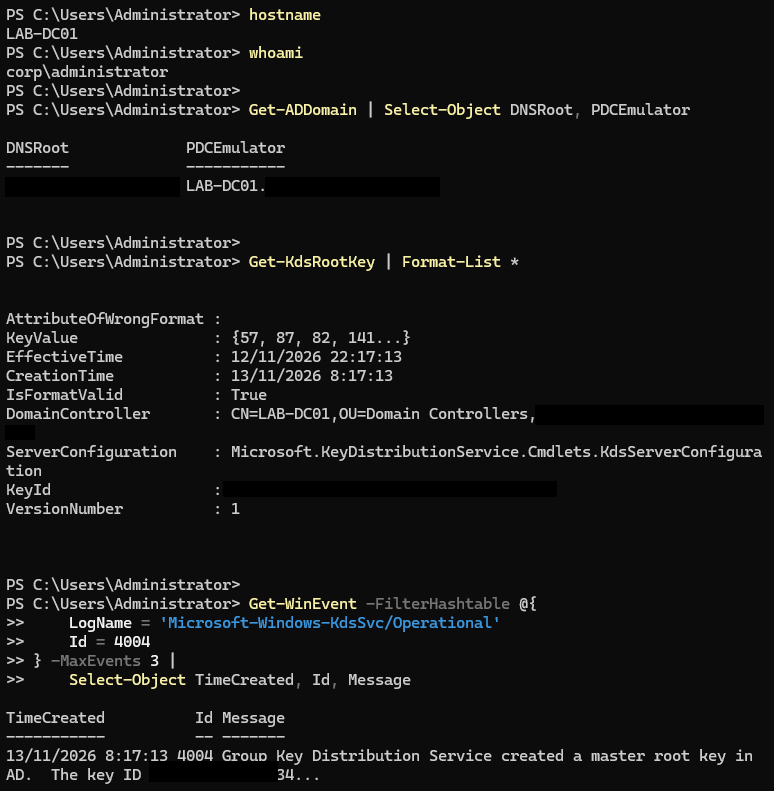 PS C:\Users\Administrator> hostname
LAB-DC01
PS C:\Users\Administrator> whoami
corp\administrator
PS C:\Users\Administrator>
PS C:\Users\Administrator> Get-ADDomain | Select-Object DNSRoot, PDCEmulator
DNSRoot PDCEmulator
------- -----------
LAB-DC01.
PS C:\Users\Administrator>
PS C:\Users\Administrator> Get-KdsRootKey | Format-List *
AttributeOfWrongFormat :
KeyValue : {57, 87, 82, 141...}
EffectiveTime : 12/11/2026 22:17:13
CreationTime : 13/11/2026 8:17:13
IsFormatValid : True
DomainController : CN=LAB-DC01,OU=Domain Controllers,
ServerConfiguration : Microsoft.KeyDistributionService.Cmdlets.KdsServerConfigura
tion
KeyId :
VersionNumber : 1
PS C:\Users\Administrator>
PS C:\Users\Administrator> Get-WinEvent -FilterHashtable @{
>> LogName = 'Microsoft-Windows-KdsSvc/Operational'
>> Id = 4004
>> } -MaxEvents 3 |
>> Select-Object TimeCreated, Id, Message
TimeCreated Id Message
----------- -- -------
13/11/2026 8:17:13 4004 Group Key Distribution Service created a master root key in
AD. The key ID 34...